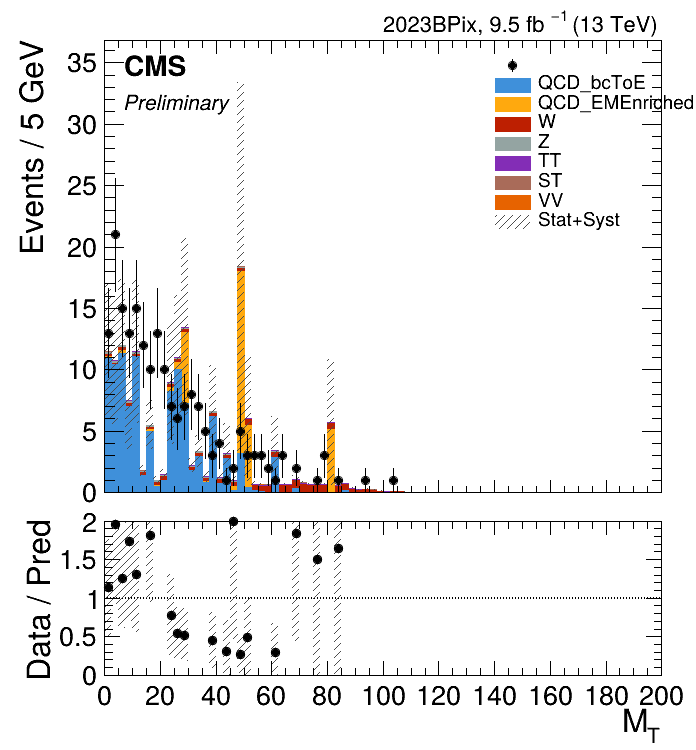 2023BPix, 9.5 fb⁻¹ (13 TeV)
CMS
Preliminary
QCD_bcToE
QCD_EMEnriched
W
Z
TT
ST
VV
Stat+Syst
Events / 5 GeV
35
30
25
20
15
10
5
0
Data / Pred
2
1.5
1
0.5
0
0 20 40 60 80 100 120 140 160 180 200
M_T